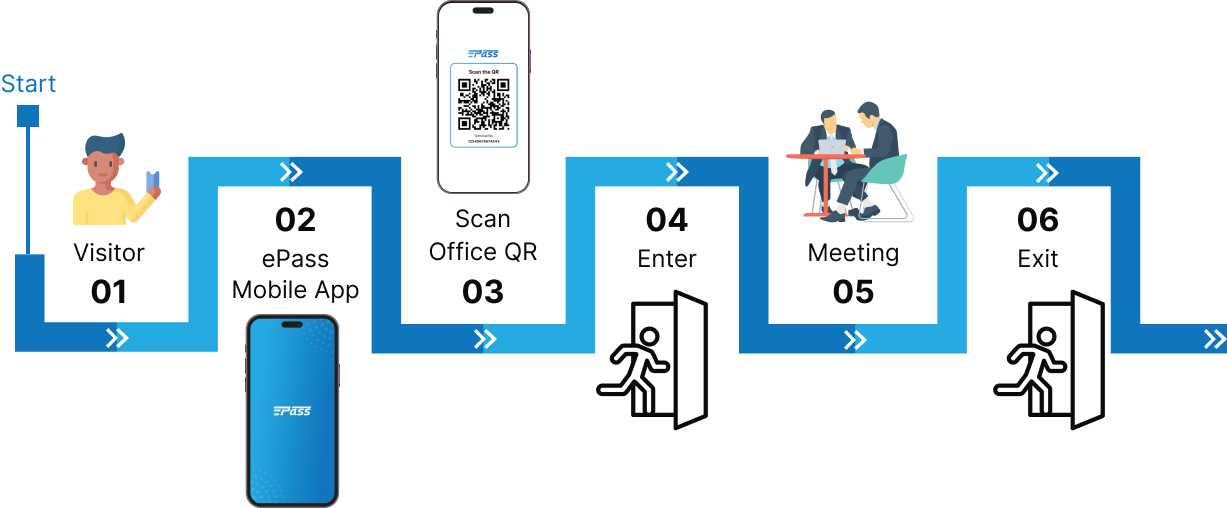 Start
Visitor
01
02
ePass
Mobile App
ePass
ePass
Scan the QR
Terminal No.
Scan
Office QR
03
04
Enter
Meeting
05
06
Exit